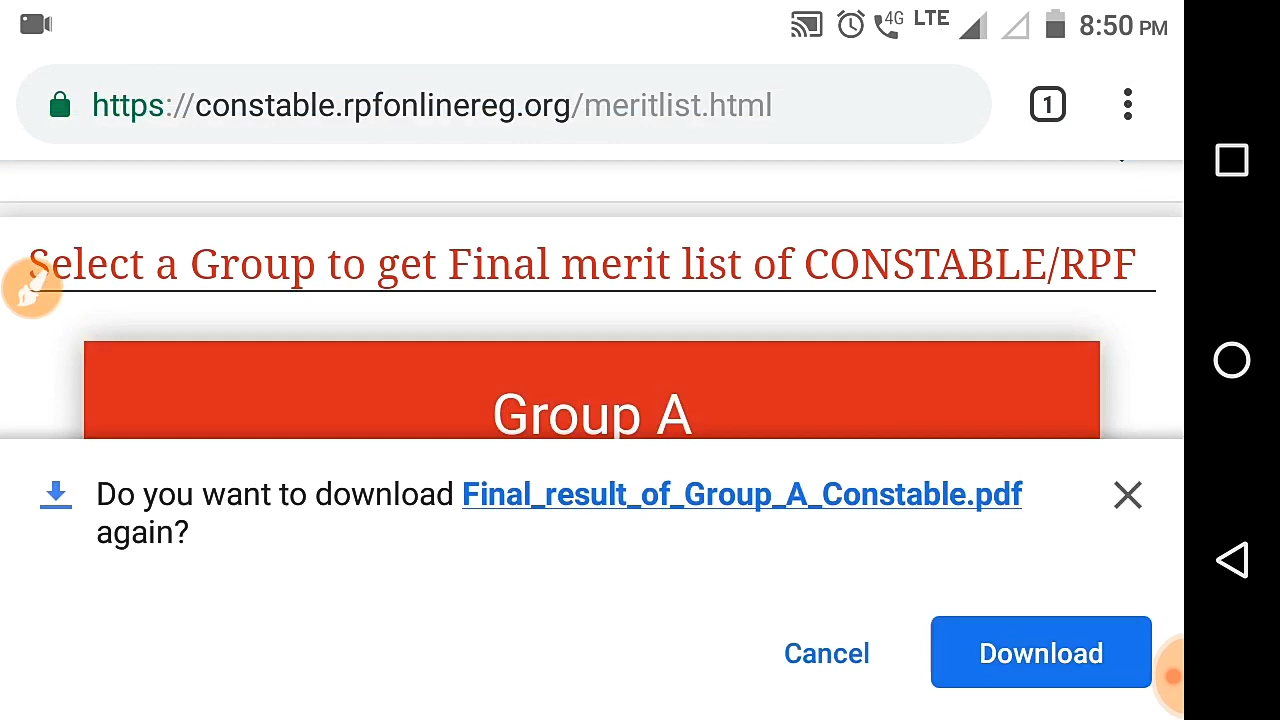 4G LTE 8:50 PM
https://constable.rpfonlinereg.org/meritlist.html 1
Select a Group to get Final merit list of CONSTABLE/RPF
Group A
Do you want to download Final_result_of_Group_A_Constable.pdf
again?
Cancel Download